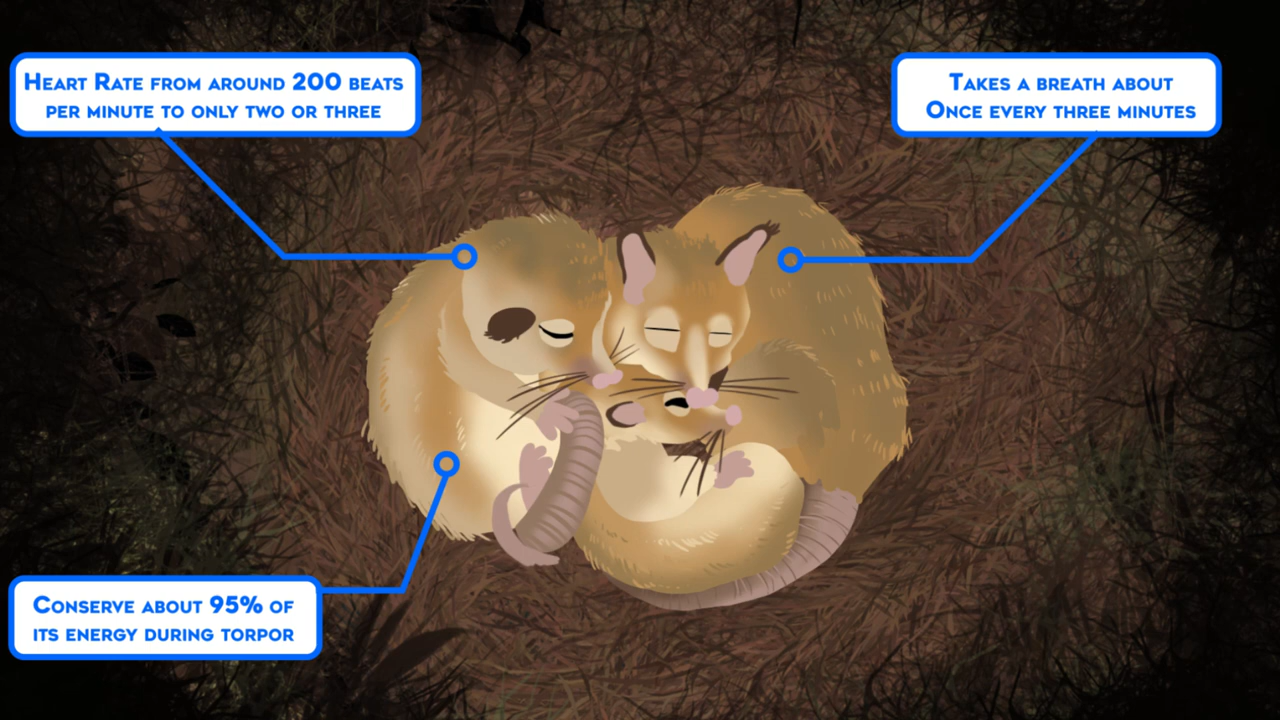 Heart Rate from around 200 beats
per minute to only two or three
Takes a breath about
Once every three minutes
Conserve about 95% of
its energy during torpor